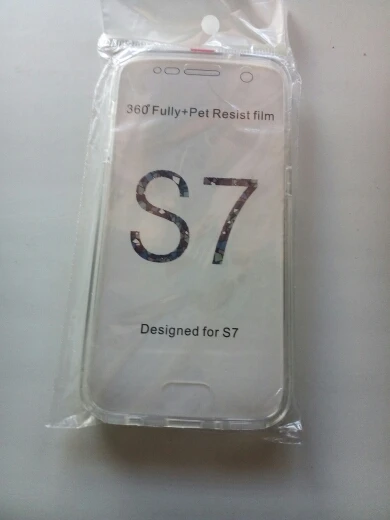 360°Fully+Pet Resist film
S7
Designed for S7